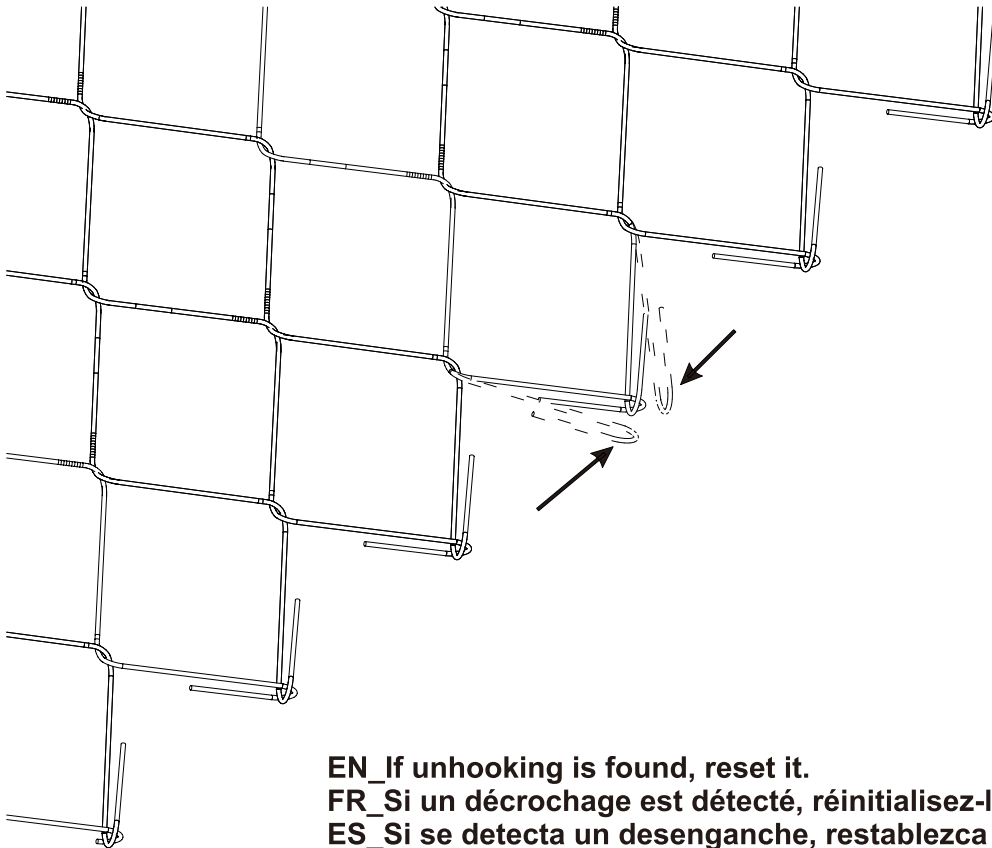 EN_If unhooking is found, reset it.
FR_Si un décrochage est détecté, réinitialisez-l
ES_Si se detecta un desenganche, restablezca